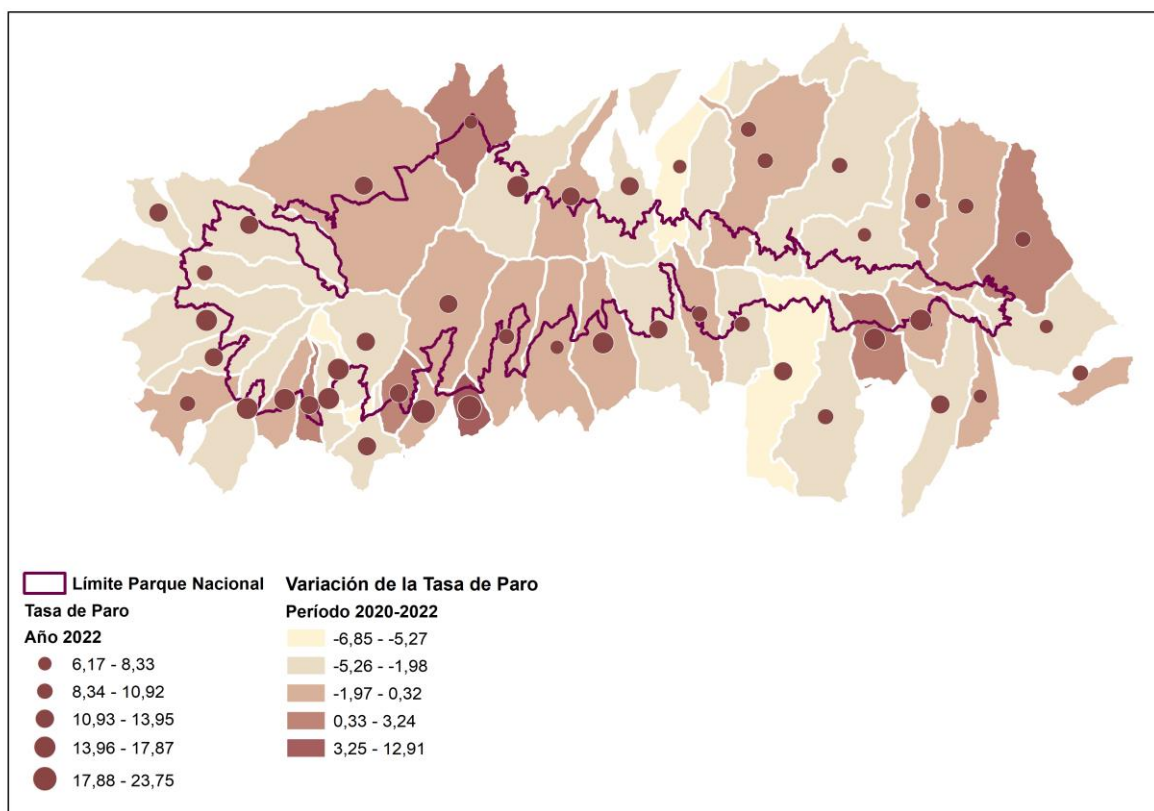 Límite Parque Nacional
Tasa de Paro
Año 2022
6,17 - 8,33
8,34 - 10,92
10,93 - 13,95
13,96 - 17,87
17,88 - 23,75
Variación de la Tasa de Paro
Período 2020-2022
-6,85 - -5,27
-5,26 - -1,98
-1,97 - 0,32
0,33 - 3,24
3,25 - 12,91